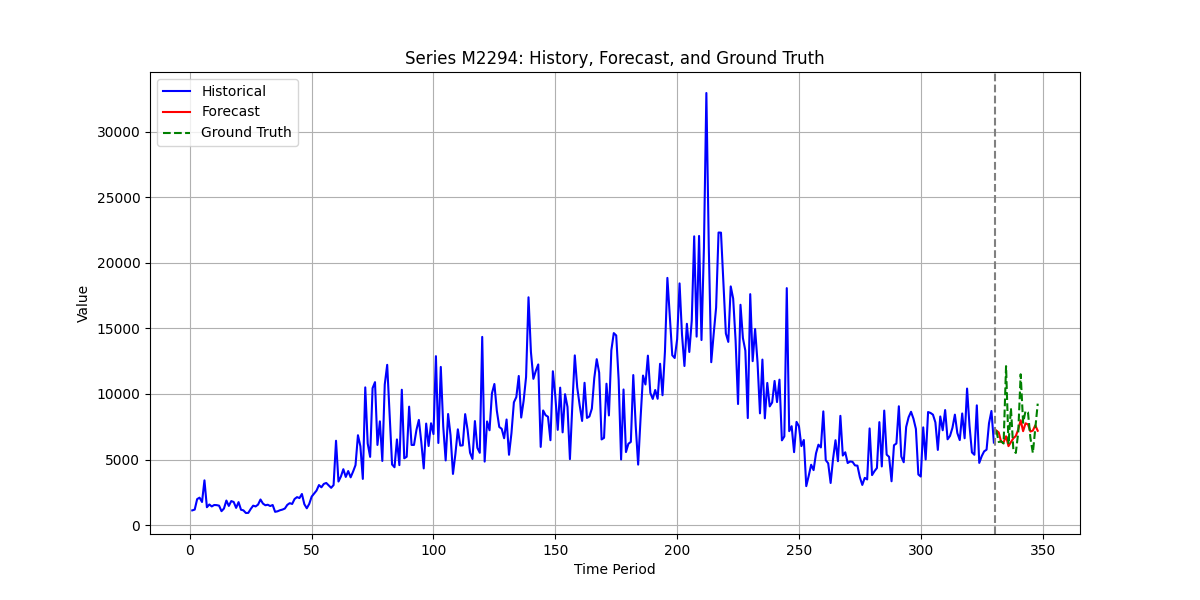 Series M2294: History, Forecast, and Ground Truth
Historical
Forecast
Ground Truth
Value
30000
25000
20000
15000
10000
5000
0
0 50 100 150 200 250 300 350
Time Period